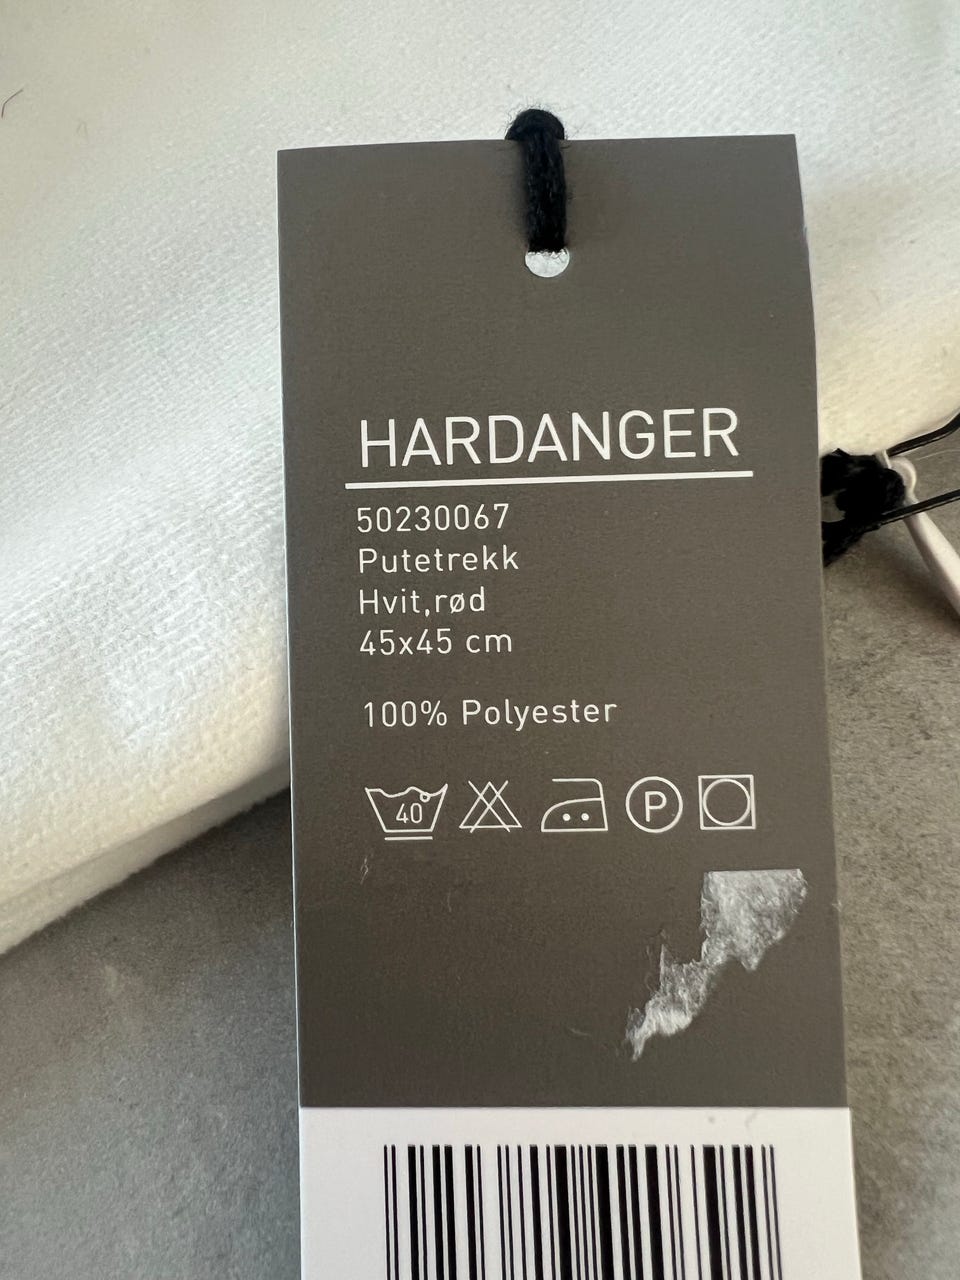 HARDANGER
50230067
Putetrekk
Hvit,rød
45x45 cm
100% Polyester
40 P